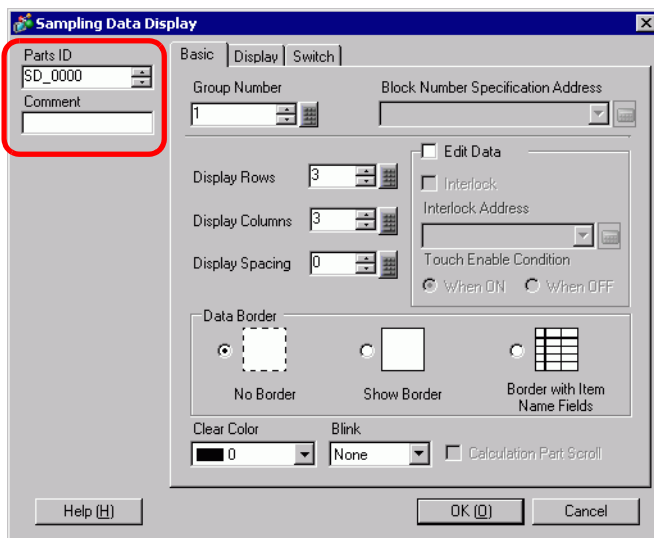 Sampling Data Display
Parts ID
SD_0000
Comment
Basic
Display
Switch
Group Number
1
Block Number Specification Address
Display Rows
3
Display Columns
3
Display Spacing
0
Edit Data
Interlock
Interlock Address
Touch Enable Condition
When ON
When OFF
Data Border
No Border
Show Border
Border with Item
Name Fields
Clear Color
0
Blink
None
Calculation Part Scroll
Help (H)
OK (O)
Cancel